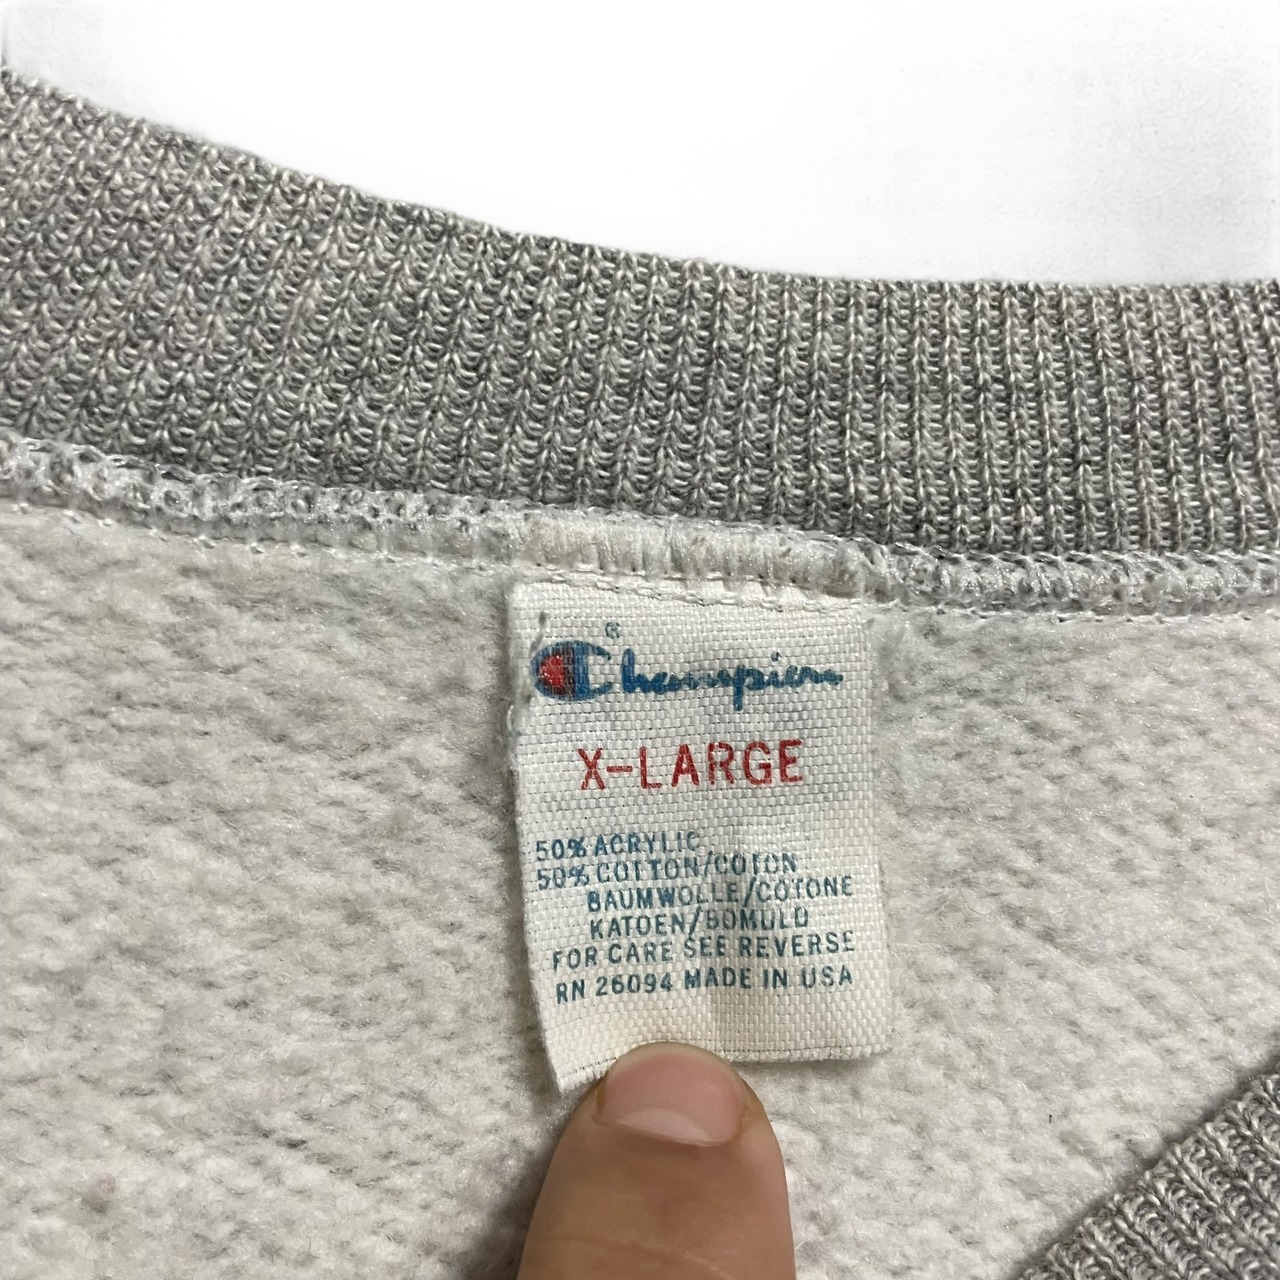 ®
Champion
X-LARGE
50% ACRYLIC
50% COTTON/COTON
BAUMWOLLE/COTONE
KATOEN/BOMULD
FOR CARE SEE REVERSE
RN 26094 MADE IN USA